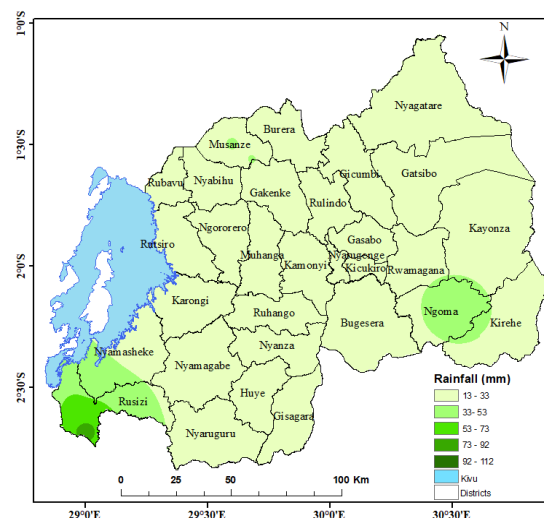 1°0'S
N
Nyagatare
Burera
Musanze
1°30'S
Gicumbi
Gatsibo
Rubavu
Nyabihu
Gakenke
Rulindo
Kayonza
Ngororero
Gasabo
Rutsiro
Muhanga
Nyarugenge
Kamonyi
Kicukiro
Rwamagana
2°0'S
Karongi
Ruhango
Bugesera
Ngoma
Kirehe
Nyamasheke
Nyanza
Nyamagabe
2°30'S
Rusizi
Huye
Gisagara
Nyaruguru
Rainfall (mm)
13 - 33
33 - 53
53 - 73
73 - 92
92 - 112
Kivu
Districts
0 25 50 100 Km
29°0'E 29°30'E 30°0'E 30°30'E